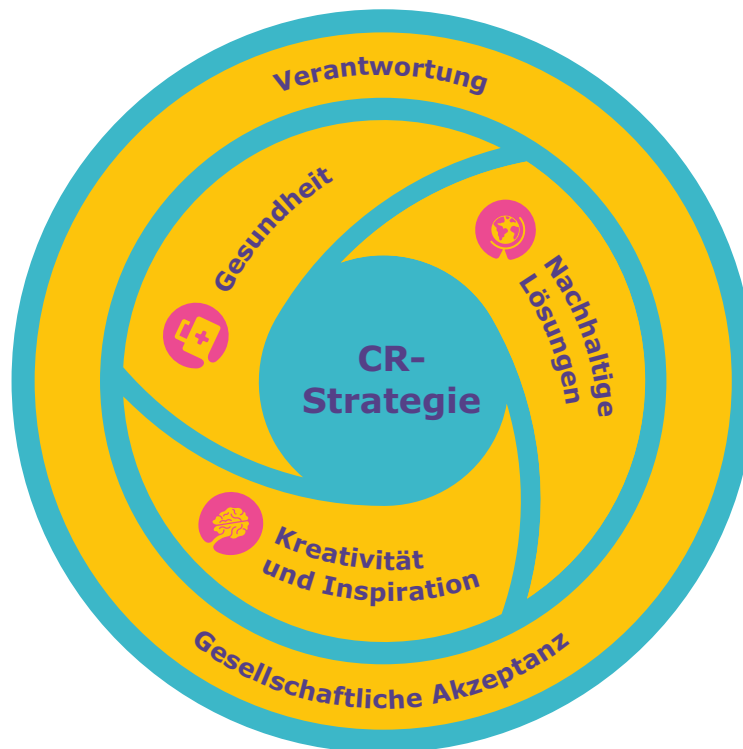 Verantwortung
Gesundheit
Nachhaltige
Lösungen
CR-
Strategie
Kreativität
und Inspiration
Gesellschaftliche Akzeptanz